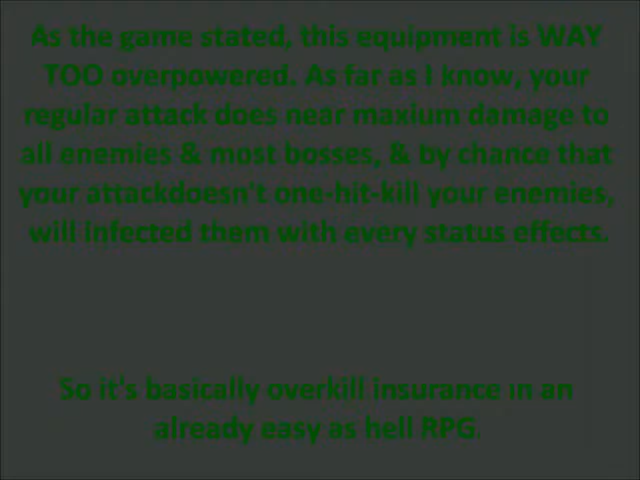 As the game stated, this equipment is WAY
TOO overpowered. As far as I know, your
regular attack does near maxium damage to
all enemies & most bosses, & by chance that
your attackdoesn't one-hit-kill your enemies,
will infected them with every status effects.
So it's basically overkill insurance in an
already easy as hell RPG.